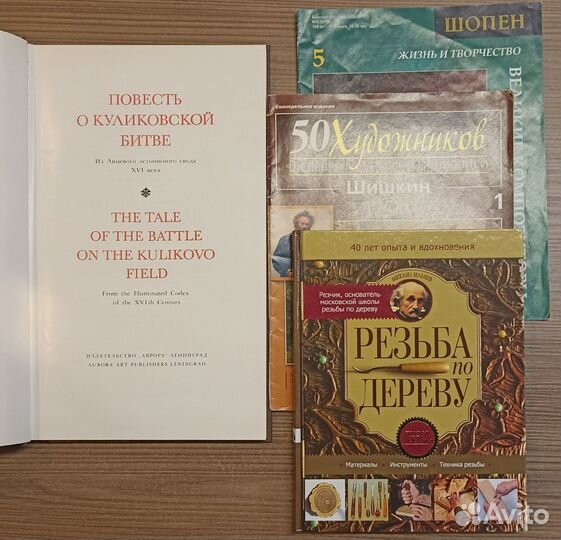 ПОВЕСТЬ
О КУЛИКОВСКОЙ
БИТВЕ
Из Лицевого летописного свода
XVI века
THE TALE
OF THE BATTLE
ON THE KULIKOVO
FIELD
From the Illuminated Codex
of the XVIth Century
ИЗДАТЕЛЬСТВО "АВРОРА" ЛЕНИНГРАД
AURORA ART PUBLISHERS LENINGRAD
ШОПЕН
5
ЖИЗНЬ И ТВОРЧЕСТВО
Еженедельное издание
50 Художников
Шишкин
1
40 лет опыта и вдохновения
Резчик, основатель
московской школы
резьбы по дереву
РЕЗЬБА
ПО
ДЕРЕВУ
Материалы
Инструменты
Техника резьбы
Avito